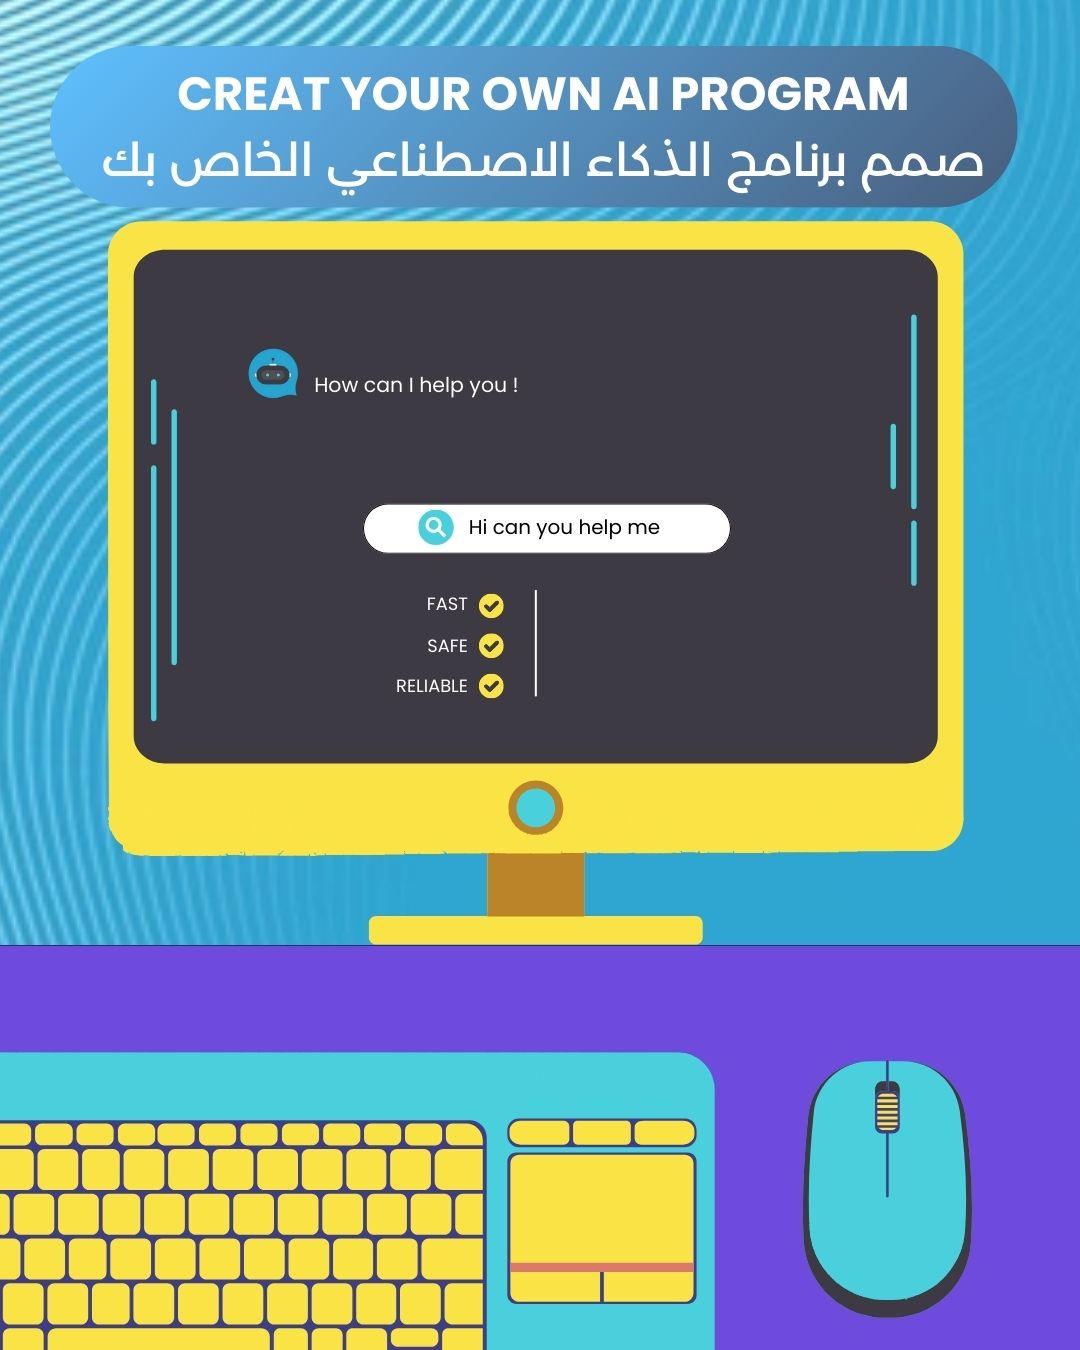 CREAT YOUR OWN AI PROGRAM
صمم برنامج الذكاء الاصطناعي الخاص بك
How can I help you !
Hi can you help me
FAST
SAFE
RELIABLE